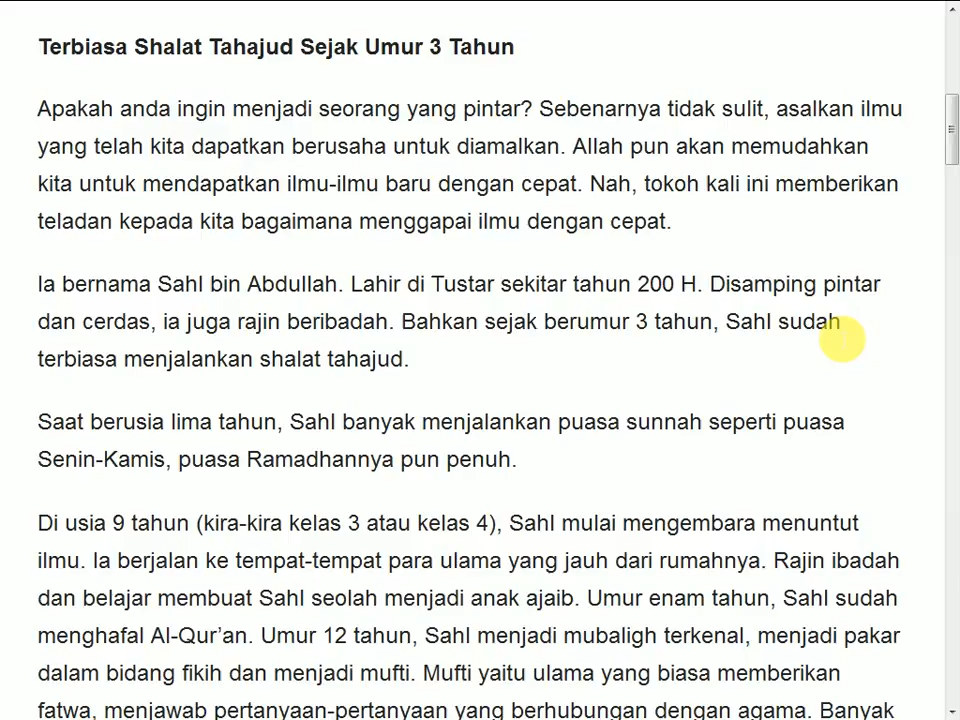 Terbiasa Shalat Tahajud Sejak Umur 3 Tahun
Apakah anda ingin menjadi seorang yang pintar? Sebenarnya tidak sulit, asalkan ilmu
yang telah kita dapatkan berusaha untuk diamalkan. Allah pun akan memudahkan
kita untuk mendapatkan ilmu-ilmu baru dengan cepat. Nah, tokoh kali ini memberikan
teladan kepada kita bagaimana menggapai ilmu dengan cepat.
Ia bernama Sahl bin Abdullah. Lahir di Tustar sekitar tahun 200 H. Disamping pintar
dan cerdas, ia juga rajin beribadah. Bahkan sejak berumur 3 tahun, Sahl sudah
terbiasa menjalankan shalat tahajud.
Saat berusia lima tahun, Sahl banyak menjalankan puasa sunnah seperti puasa
Senin-Kamis, puasa Ramadhannya pun penuh.
Di usia 9 tahun (kira-kira kelas 3 atau kelas 4), Sahl mulai mengembara menuntut
ilmu. Ia berjalan ke tempat-tempat para ulama yang jauh dari rumahnya. Rajin ibadah
dan belajar membuat Sahl seolah menjadi anak ajaib. Umur enam tahun, Sahl sudah
menghafal Al-Qur’an. Umur 12 tahun, Sahl menjadi mubaligh terkenal, menjadi pakar
dalam bidang fikih dan menjadi mufti. Mufti yaitu ulama yang biasa memberikan
fatwa, menjawab pertanyaan-pertanyaan yang berhubungan dengan agama. Banyak